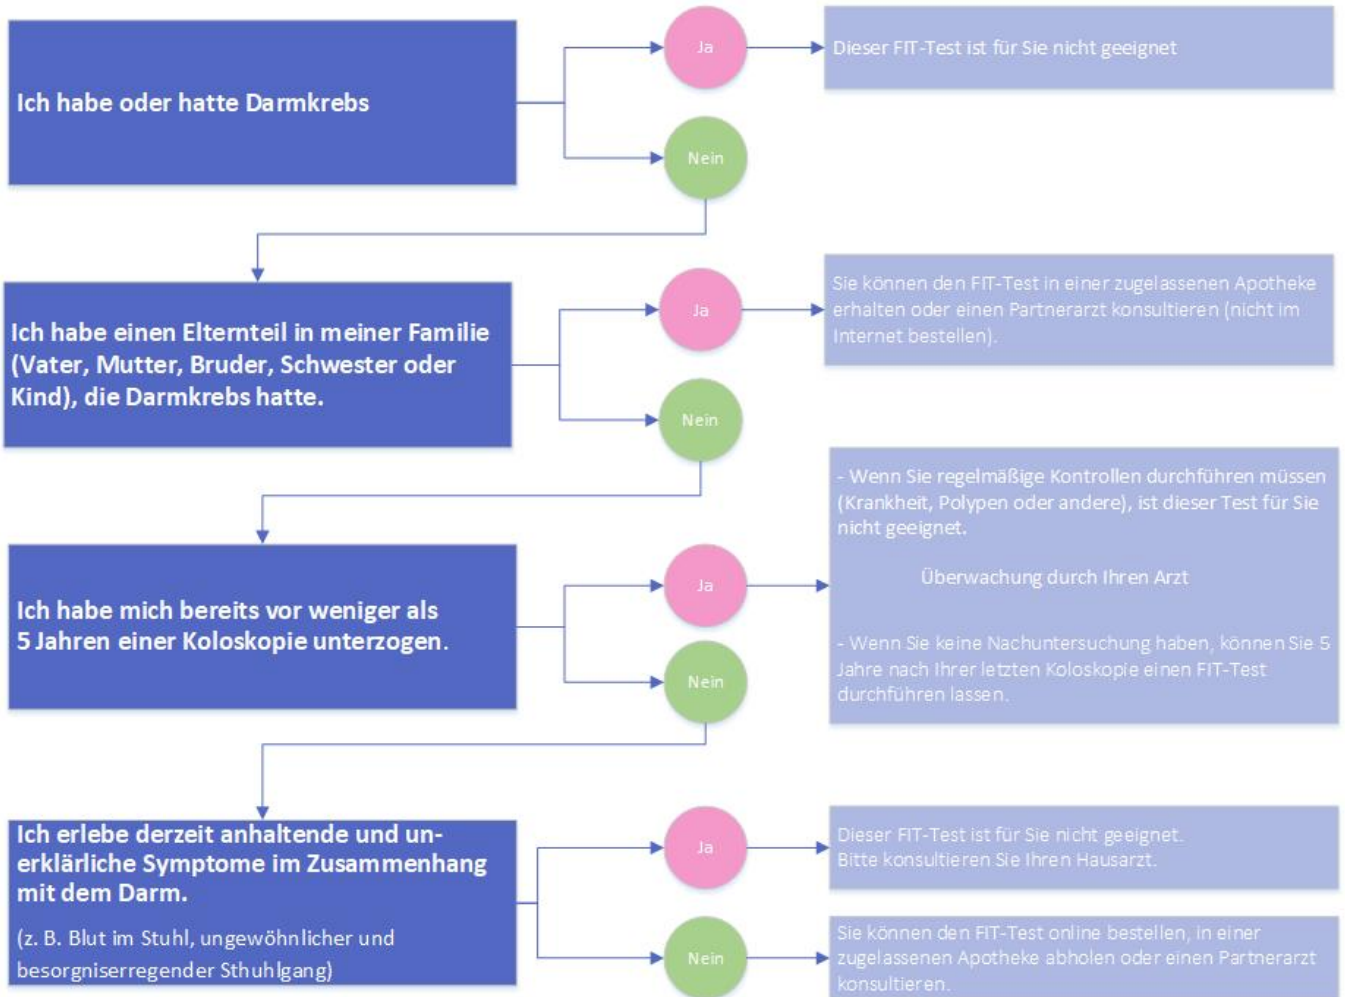 Ja
Dieser FIT-Test ist für Sie nicht geeignet
Ich habe oder hatte Darmkrebs
Nein
Ich habe einen Elternteil in meiner Familie
(Vater, Mutter, Bruder, Schwester oder
Kind), die Darmkrebs hatte.
Ja
Sie können den FIT-Test in einer zugelassenen Apotheke
erhalten oder einen Partnerarzt konsultieren (nicht im
Internet bestellen).
Nein
Ich habe mich bereits vor weniger als
5 Jahren einer Koloskopie unterzogen.
Ja
- Wenn Sie regelmäßige Kontrollen durchführen müssen
(Krankheit, Polypen oder andere), ist dieser Test für Sie
nicht geeignet.
Überwachung durch Ihren Arzt
- Wenn Sie keine Nachuntersuchung haben, können Sie 5
Jahre nach Ihrer letzten Koloskopie einen FIT-Test
durchführen lassen.
Nein
Ich erlebe derzeit anhaltende und un-
erklärliche Symptome im Zusammenhang
mit dem Darm.
(z. B. Blut im Stuhl, ungewöhnlicher und
besorgniserregender Sthuhlgang)
Ja
Dieser FIT-Test ist für Sie nicht geeignet.
Bitte konsultieren Sie Ihren Hausarzt.
Nein
Sie können den FIT-Test online bestellen, in einer
zugelassenen Apotheke abholen oder einen Partnerarzt
konsultieren.